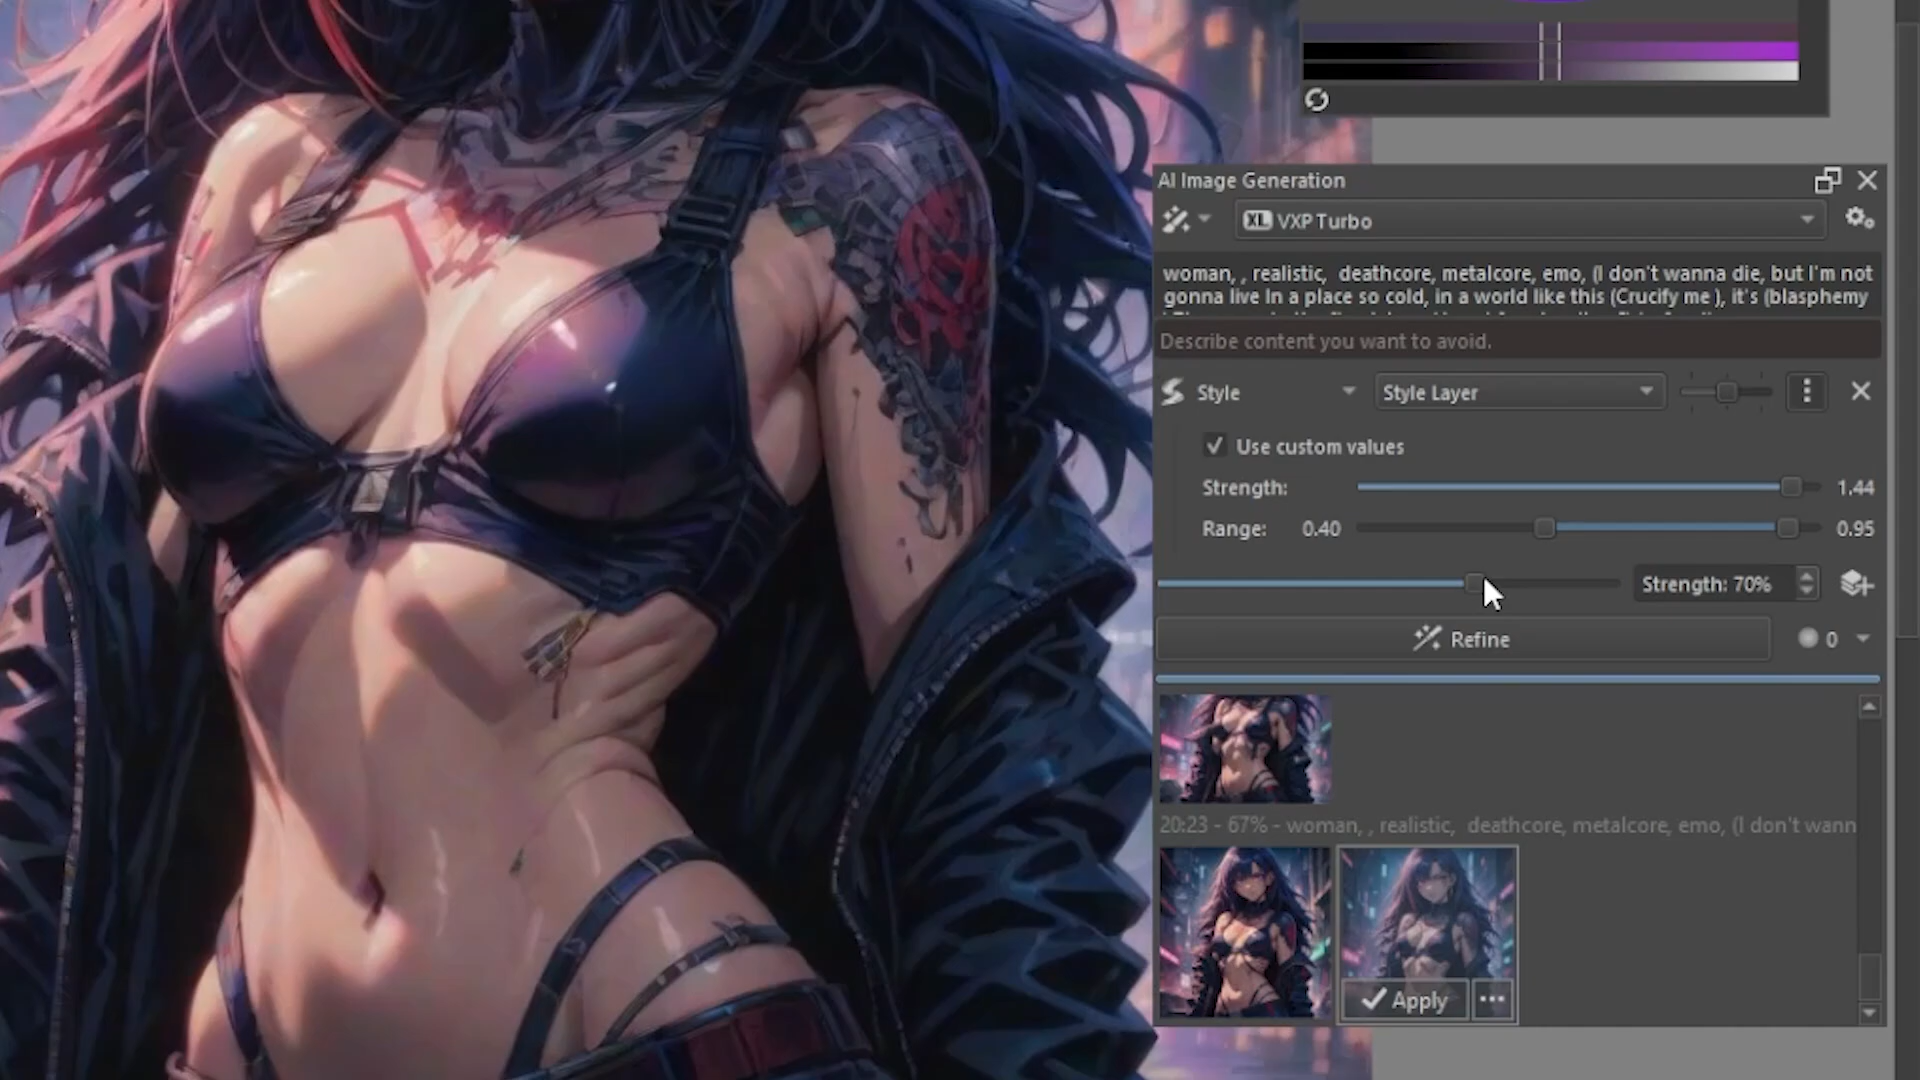 AI Image Generation
XL VXP Turbo
woman, , realistic,  deathcore, metalcore, emo, (I don't wanna die, but I'm not
gonna live In a place so cold, in a world like this (Crucify me ), it's (blasphemy
Describe content you want to avoid.
Style
Style Layer
Use custom values
Strength:
1.44
Range:
0.40
0.95
Strength: 70%
Refine
0
20:23 - 67% - woman, , realistic,  deathcore, metalcore, emo, (I don't wann
Apply